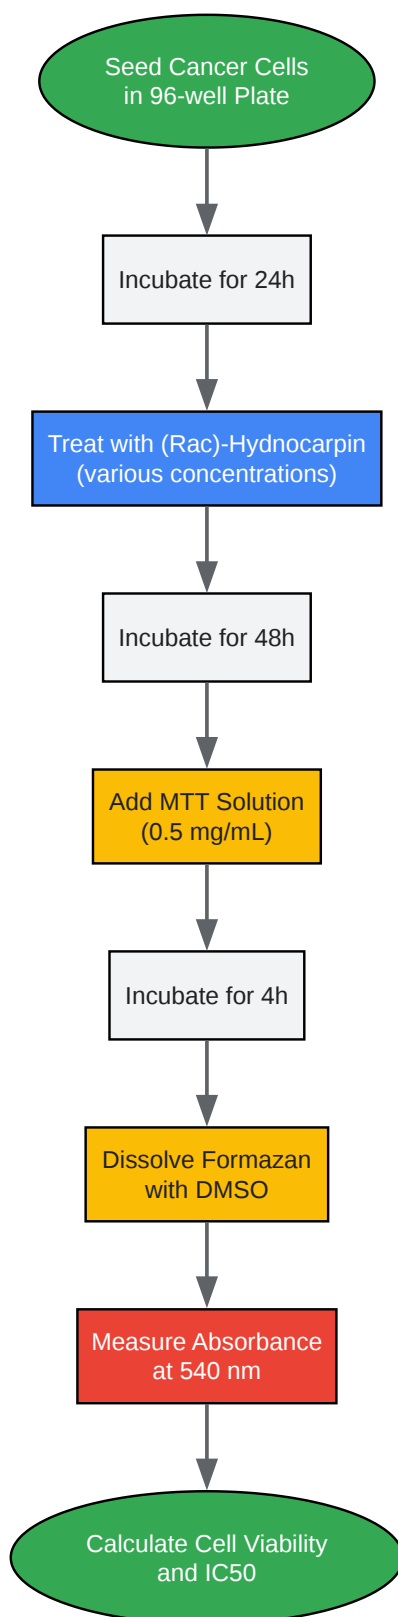 Seed Cancer Cells
in 96-well Plate
Incubate for 24h
Treat with (Rac)-Hydnocarpin
(various concentrations)
Incubate for 48h
Add MTT Solution
(0.5 mg/mL)
Incubate for 4h
Dissolve Formazan
with DMSO
Measure Absorbance
at 540 nm
Calculate Cell Viability
and IC50